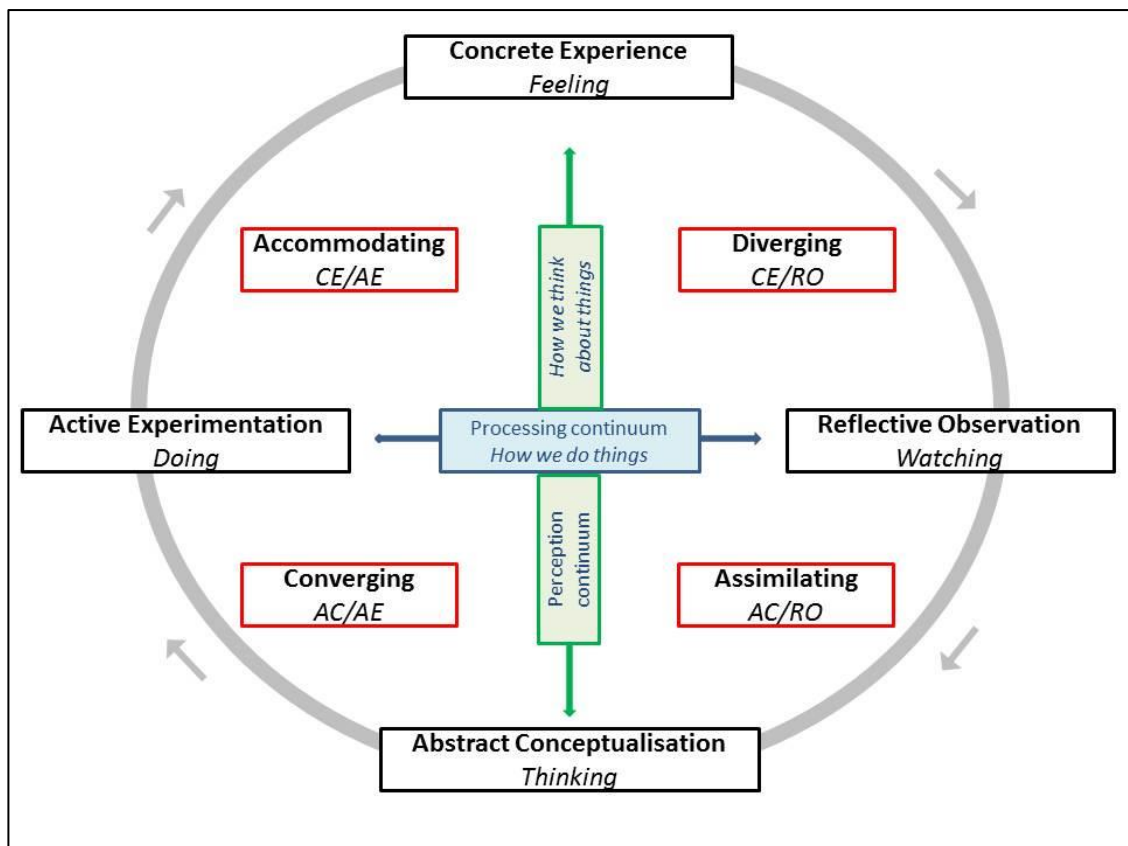 Concrete Experience
Feeling
Accommodating
CE/AE
Diverging
CE/RO
How we think
about things
Active Experimentation
Doing
Processing continuum
How we do things
Reflective Observation
Watching
Perception
continuum
Converging
AC/AE
Assimilating
AC/RO
Abstract Conceptualisation
Thinking